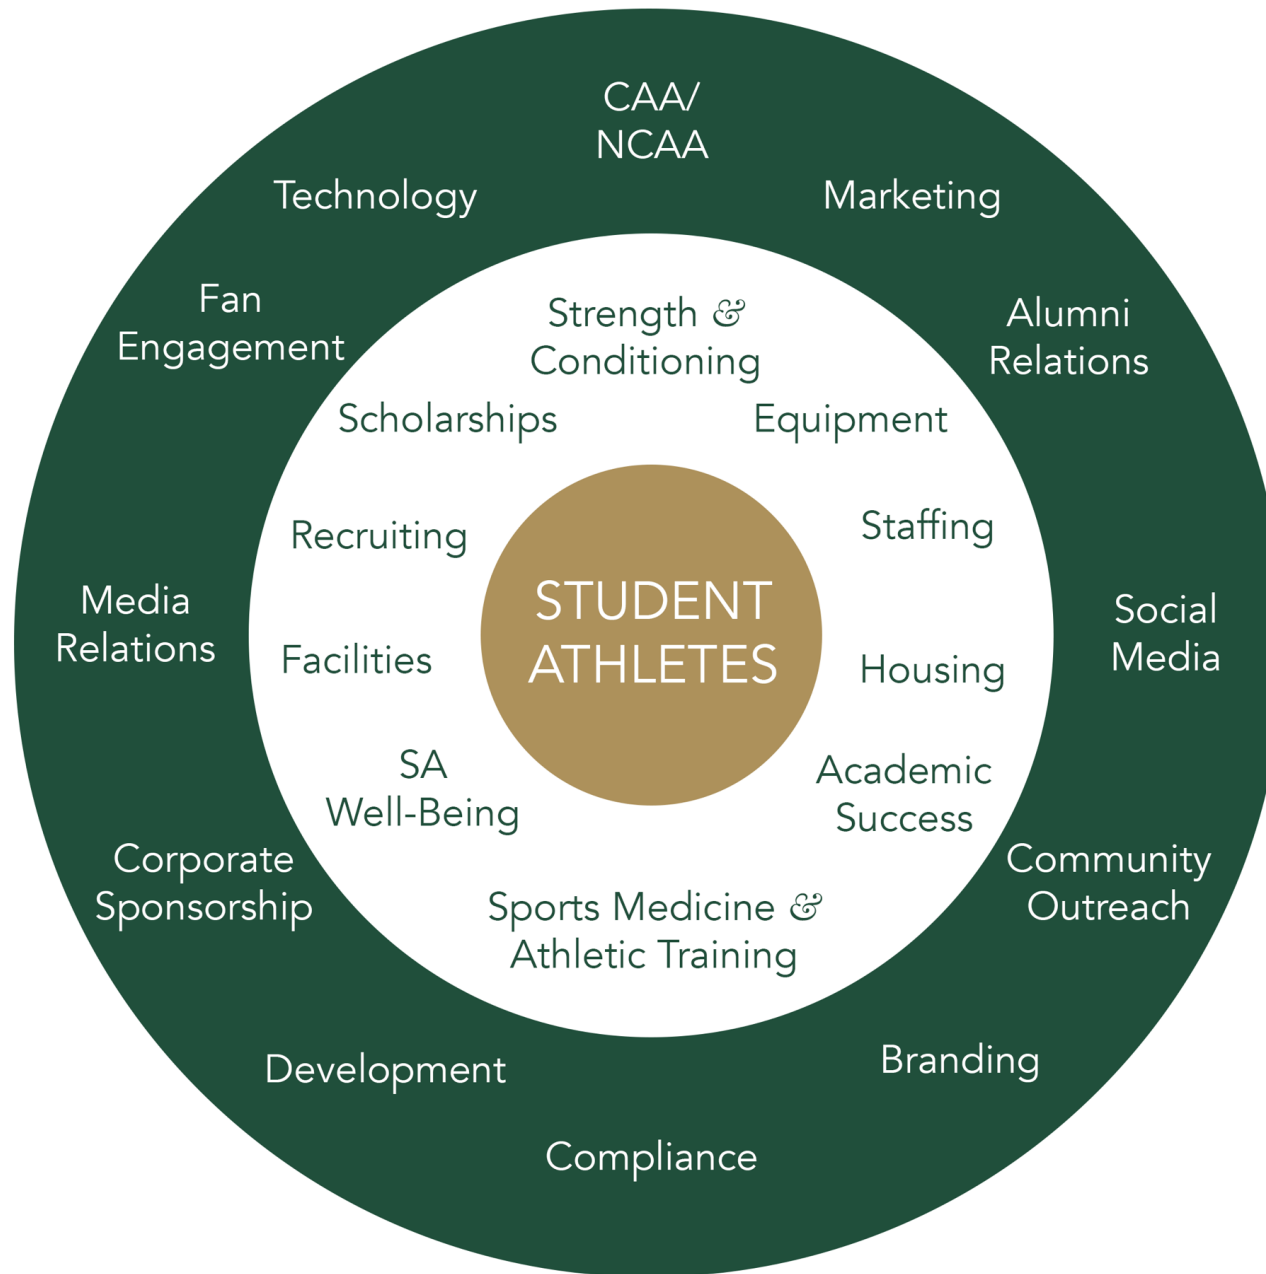 CAA/
NCAA
Technology
Marketing
Fan
Engagement
Alumni
Relations
Strength &
Conditioning
Scholarships
Equipment
Recruiting
Staffing
STUDENT
ATHLETES
Media
Relations
Social
Media
Facilities
Housing
SA
Well-Being
Academic
Success
Corporate
Sponsorship
Community
Outreach
Sports Medicine &
Athletic Training
Development
Branding
Compliance